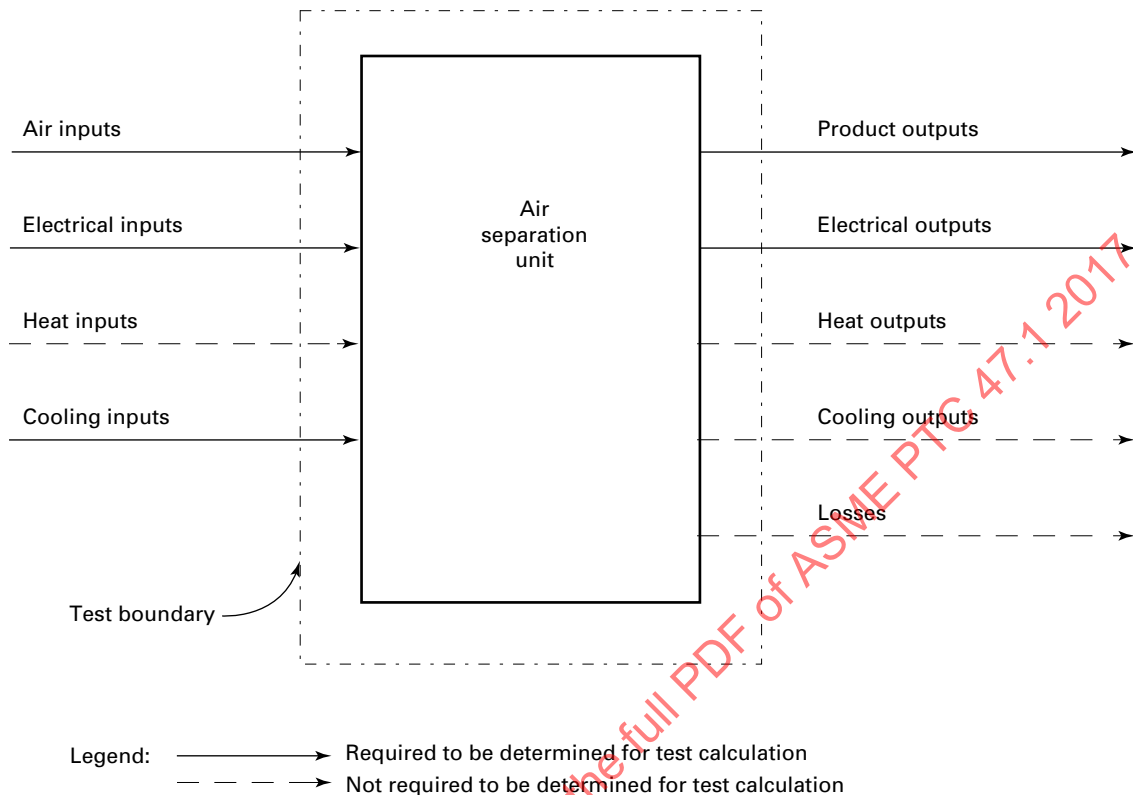 Air inputs
Product outputs
Electrical inputs
Air
separation
unit
Electrical outputs
Heat inputs
Heat outputs
Cooling inputs
Cooling outputs
Losses
Test boundary
Legend:
Required to be determined for test calculation
Not required to be determined for test calculation
the full PDF of ASME PTC 47.1 2017